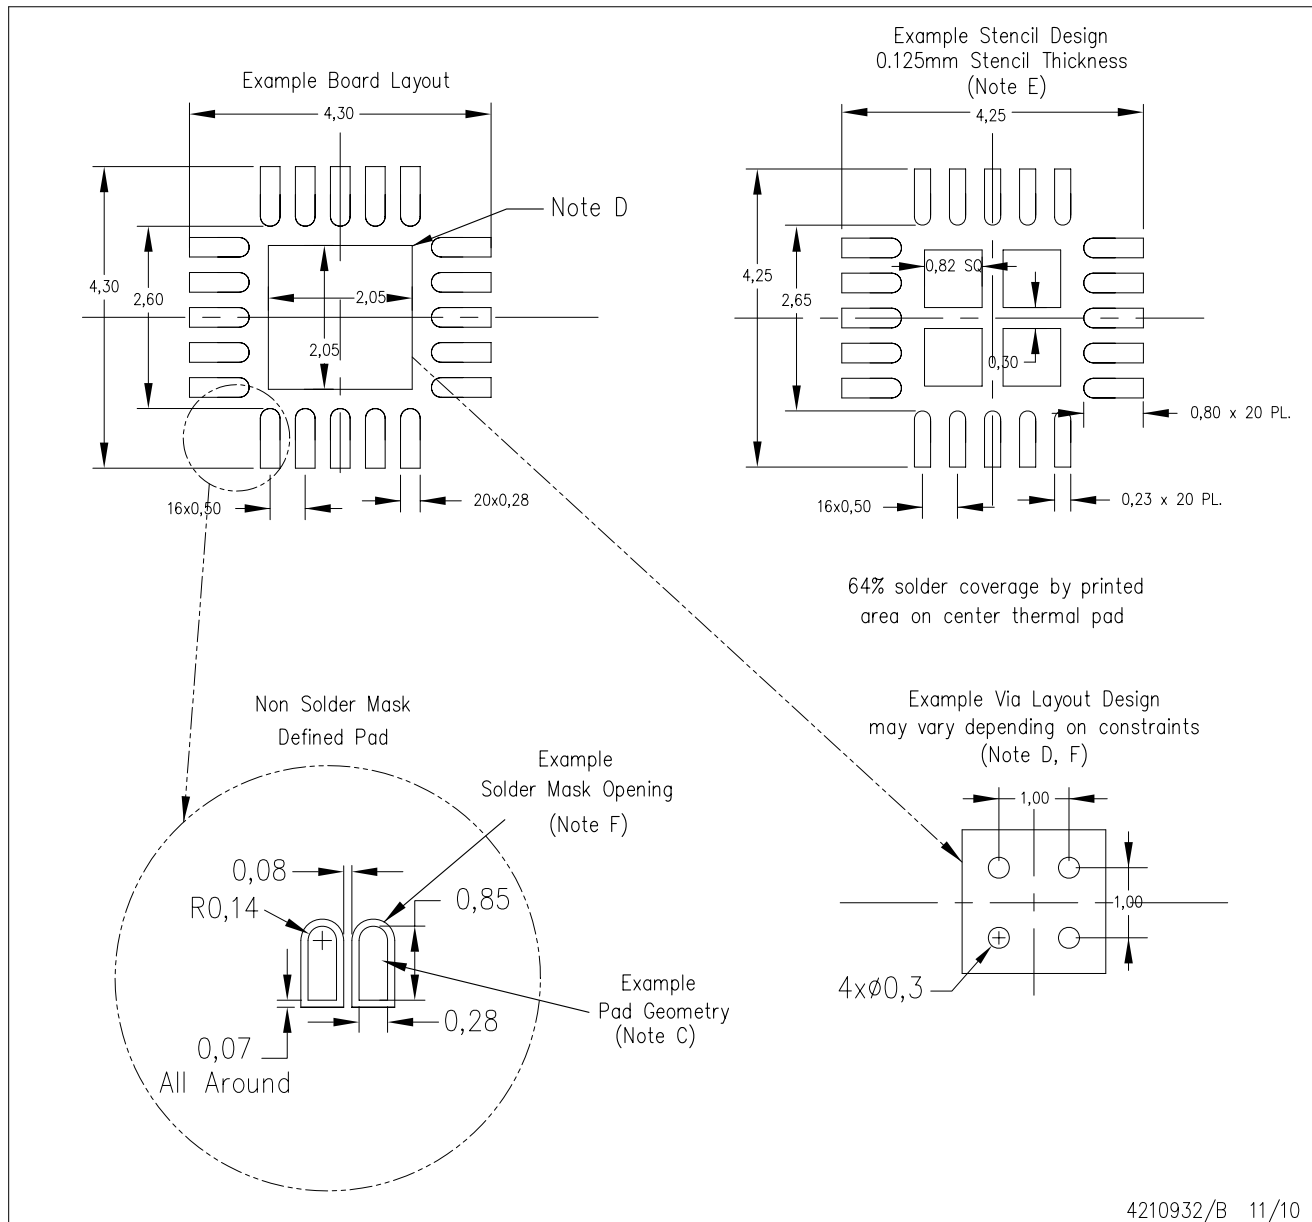 Example Board Layout
4,30
4,30
2,60
2,05
2,05
Note D
16x0,50
20x0,28
Example Stencil Design
0.125mm Stencil Thickness
(Note E)
4,25
4,25
2,65
0,82 SQ
0,30
0,80 x 20 PL.
16x0,50
0,23 x 20 PL.
64% solder coverage by printed
area on center thermal pad
Non Solder Mask
Defined Pad
Example
Solder Mask Opening
(Note F)
0,08
R0,14
0,85
Example
Pad Geometry
(Note C)
0,28
0,07
All Around
Example Via Layout Design
may vary depending on constraints
(Note D, F)
1,00
1,00
4xø0,3
4210932/B 11/10